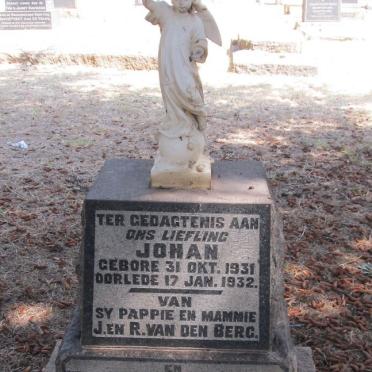 TER GEDAGTENIS AAN
ONS LIEFLING
JOHAN
GEBORE 31 OKT. 1931
OORLEDE 17 JAN. 1932.
VAN
SY PAPPIE EN MAMMIE
J. EN R. VAN DEN BERG.
EN